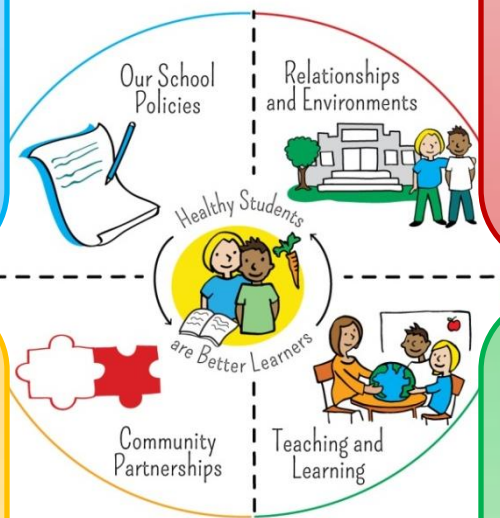 Our School
Policies
Relationships
and Environments
Healthy Students
are Better Learners
Community
Partnerships
Teaching and
Learning